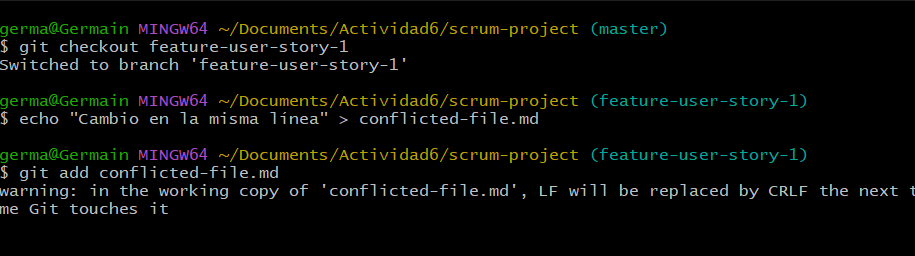 germa@Germain MINGW64 ~/Documents/Actividad6/scrum-project (master)
$ git checkout feature-user-story-1
Switched to branch 'feature-user-story-1'
germa@Germain MINGW64 ~/Documents/Actividad6/scrum-project (feature-user-story-1)
$ echo "Cambio en la misma línea" > conflicted-file.md
germa@Germain MINGW64 ~/Documents/Actividad6/scrum-project (feature-user-story-1)
$ git add conflicted-file.md
warning: in the working copy of 'conflicted-file.md', LF will be replaced by CRLF the next t
me Git touches it